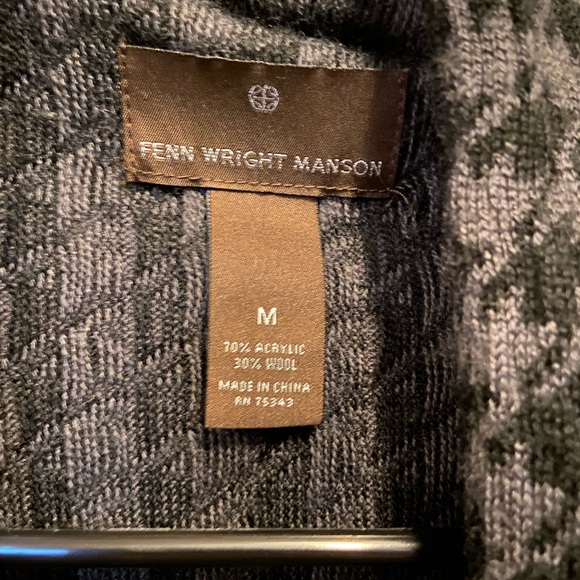 FENN WRIGHT MANSON
M
70% ACRYLIC
30% WOOL
MADE IN CHINA
RN 75343